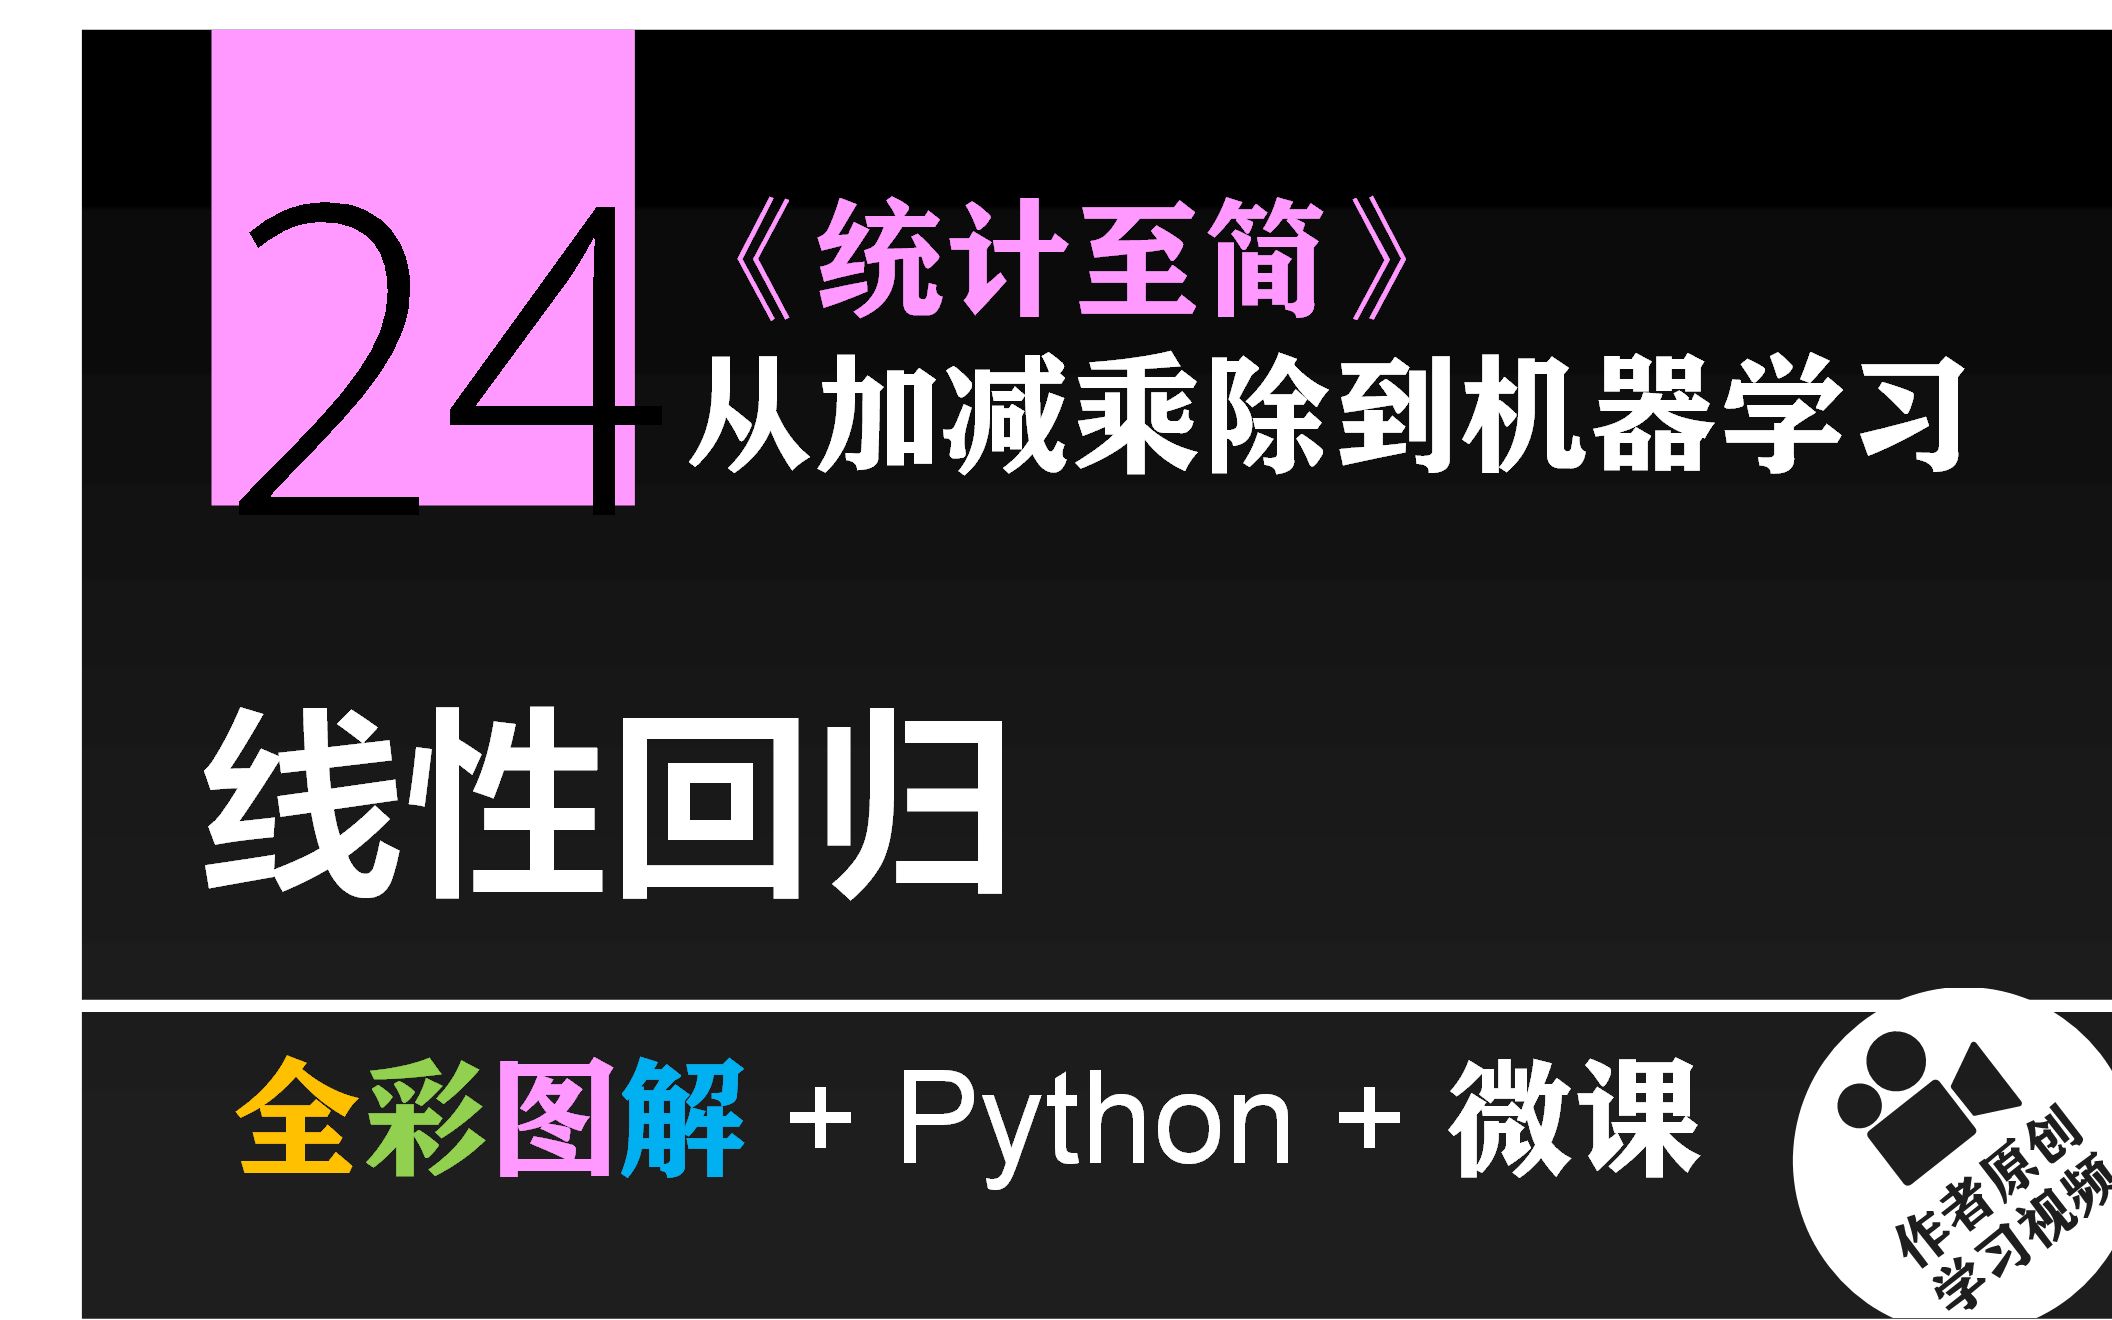 24
《统计至简》
从加减乘除到机器学习
线性回归
全彩图解 + Python + 微课
作者原创
学习视频